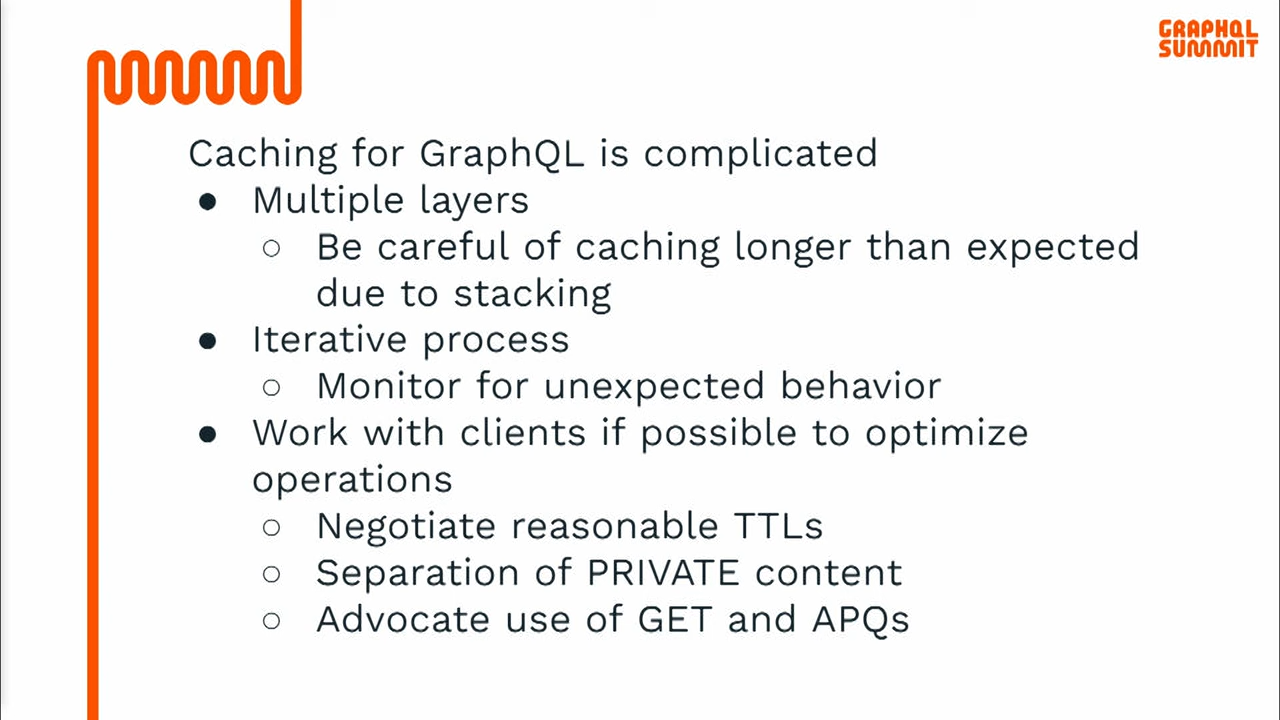 GRAPHQL
SUMMIT
Caching for GraphQL is complicated
● Multiple layers
○ Be careful of caching longer than expected
due to stacking
● Iterative process
○ Monitor for unexpected behavior
● Work with clients if possible to optimize
operations
○ Negotiate reasonable TTLs
○ Separation of PRIVATE content
○ Advocate use of GET and APQs